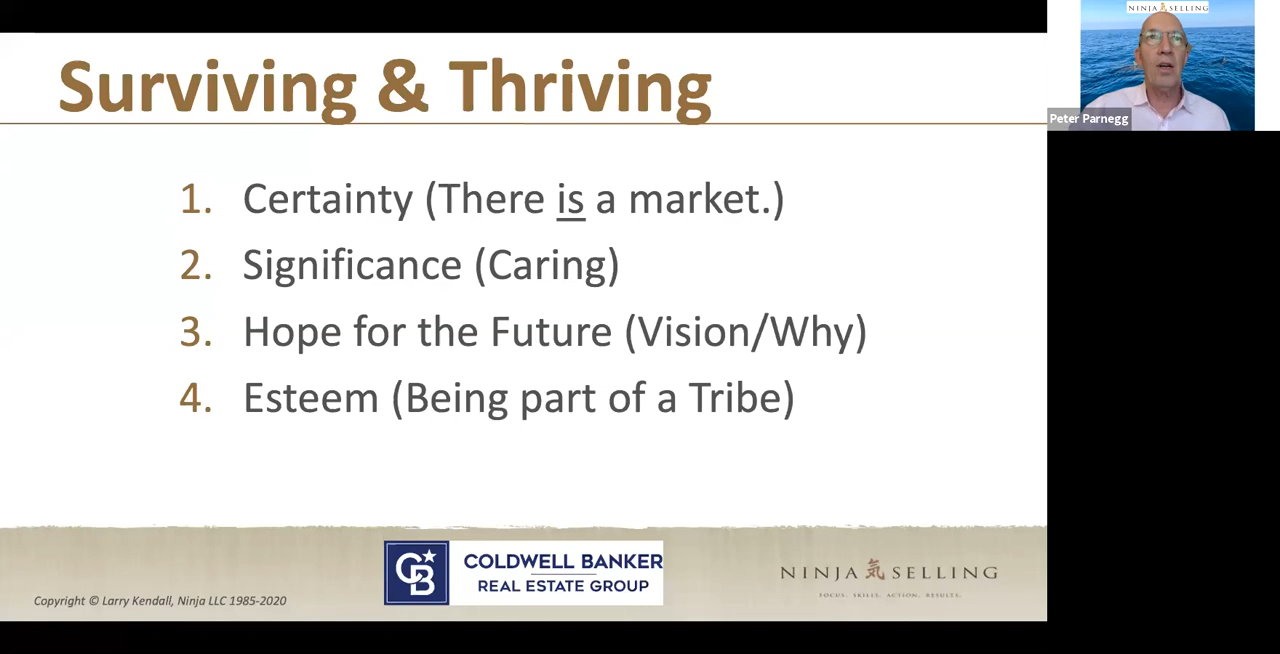 Surviving & Thriving
1. Certainty (There is a market.)
2. Significance (Caring)
3. Hope for the Future (Vision/Why)
4. Esteem (Being part of a Tribe)
CB
COLDWELL BANKER
REAL ESTATE GROUP
Copyright © Larry Kendall, Ninja LLC 1985-2020
NINJA 気 SELLING
FOCUS. SKILLS. ACTION. RESULTS.
NINJA 気 SELLING
Peter Parnegg